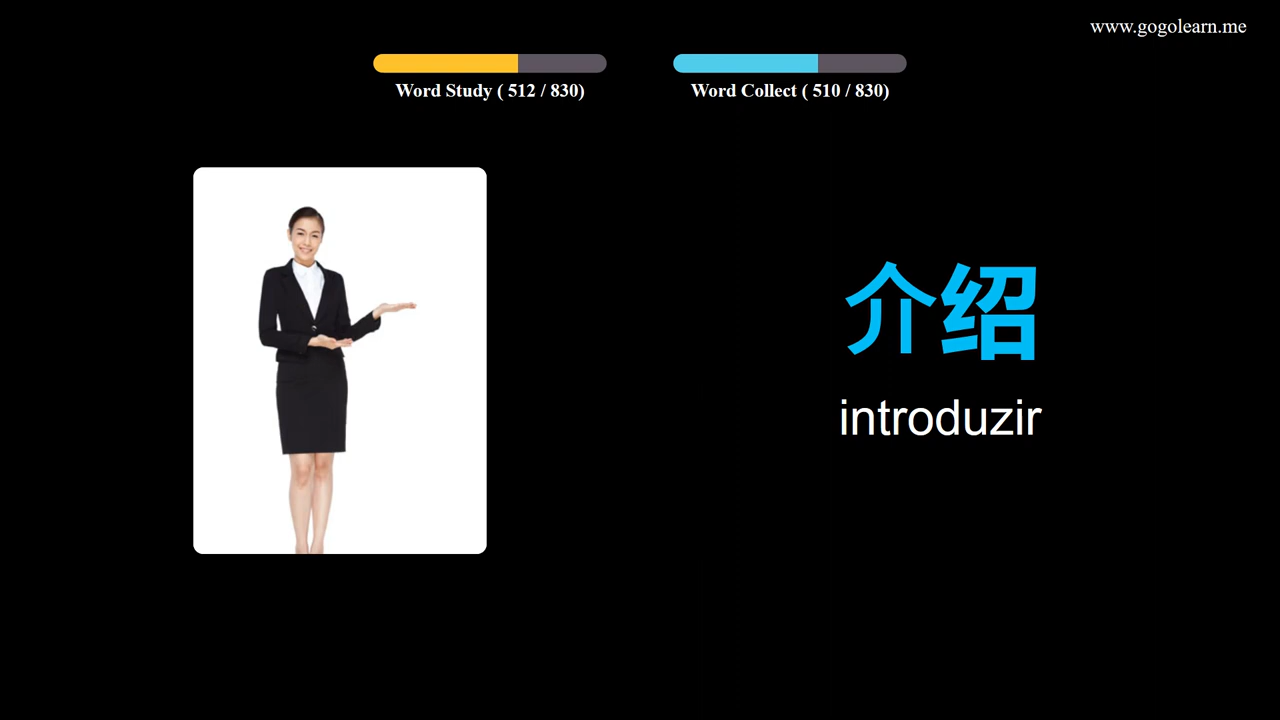 www.gogolearn.me
Word Study ( 512 / 830)
Word Collect ( 510 / 830)
介绍
introduzir